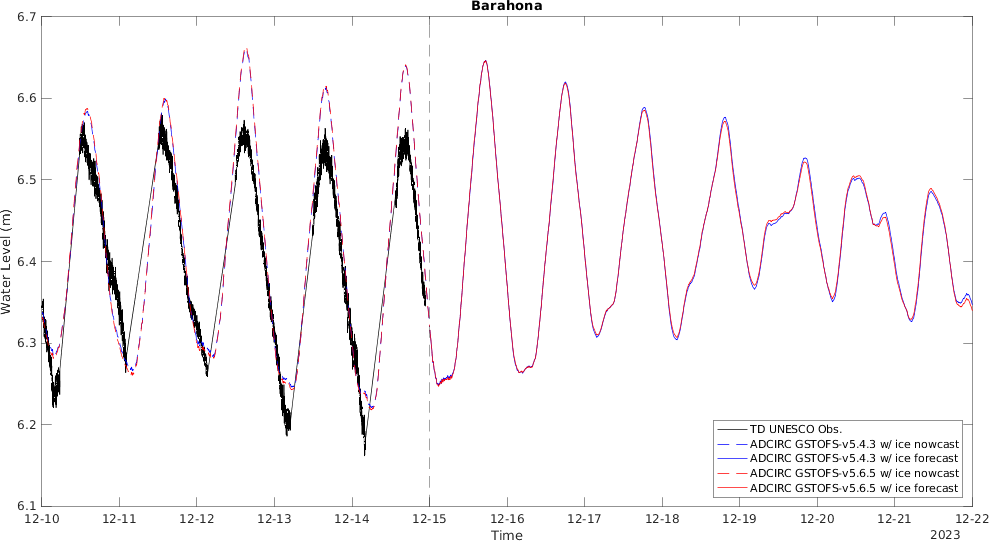 Barahona
6.7
6.6
6.5
6.4
6.3
6.2
6.1
Water Level (m)
12-10 12-11 12-12 12-13 12-14 12-15 12-16 12-17 12-18 12-19 12-20 12-21 12-22
Time
2023
TD UNESCO Obs.
ADCIRC GSTOFS-v5.4.3 w/ ice nowcast
ADCIRC GSTOFS-v5.4.3 w/ ice forecast
ADCIRC GSTOFS-v5.6.5 w/ ice nowcast
ADCIRC GSTOFS-v5.6.5 w/ ice forecast